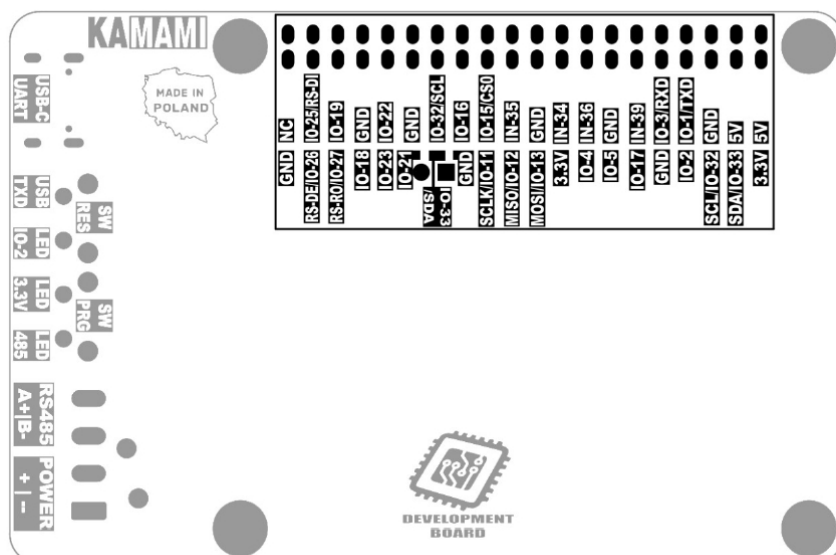 KAMAMI
MADE IN
POLAND
USB-C
UART
USB
TXD
SW
RES
LED
IO-2
LED
3.3V
SW
PRG
LED
485
RS485
A+|B-
POWER
+ | -
NC
IO-25/RS-DI
IO-19
GND
IO-22
GND
IO-32/SCL
IO-16
IO-15/CS0
IN-35
GND
IN-34
IN-36
GND
IN-39
IO-3/RXD
IO-1/TXD
GND
5V
5V
GND
RS-DE/IO-26
RS-RO/IO-27
IO-18
IO-23
IO-21
IO-33
/SDA
GND
SCLK/IO-11
MISO/IO-12
MOSI/IO-13
3.3V
IO-4
IO-5
IO-17
GND
IO-2
SCL/IO-32
SDA/IO-33
3.3V
DEVELOPMENT
BOARD